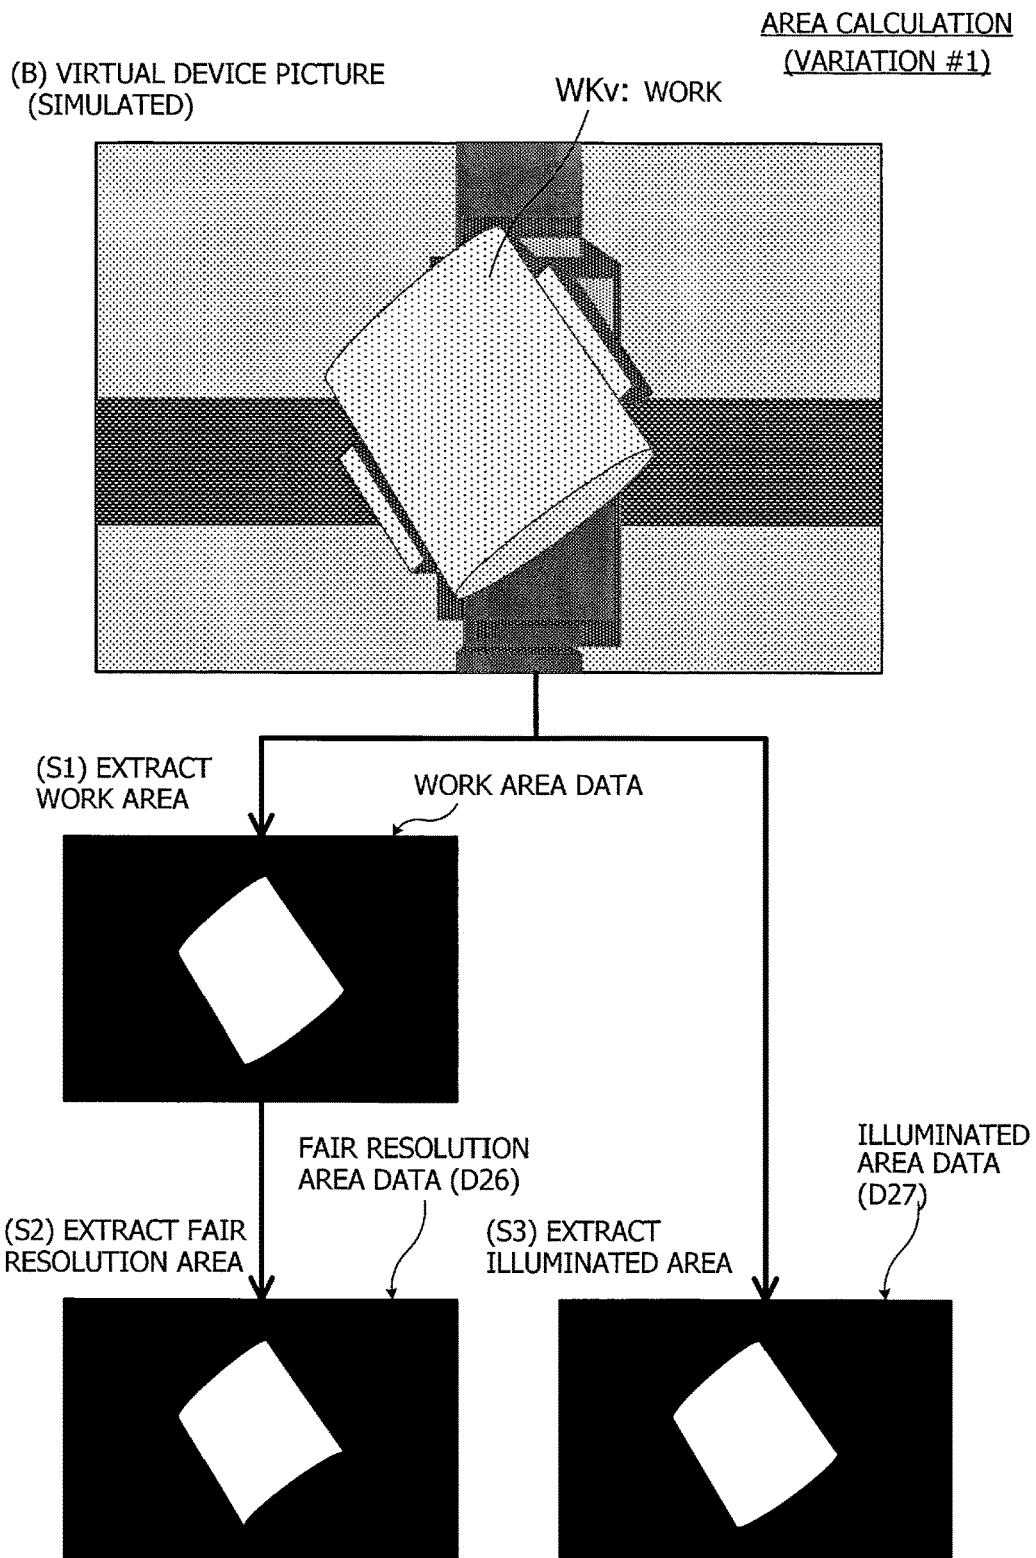 AREA CALCULATION
(VARIATION #1)
(B) VIRTUAL DEVICE PICTURE
(SIMULATED)
WKv: WORK
(S1) EXTRACT
WORK AREA
WORK AREA DATA
FAIR RESOLUTION
AREA DATA (D26)
ILLUMINATED
AREA DATA
(D27)
(S2) EXTRACT FAIR
RESOLUTION AREA
(S3) EXTRACT
ILLUMINATED AREA